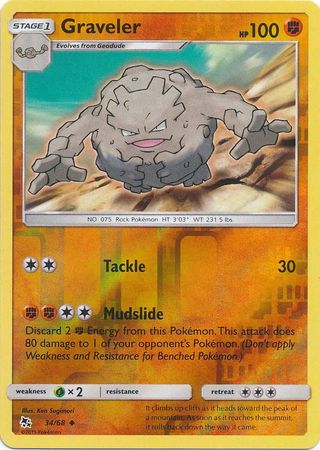 STAGE 1 Graveler HP 100
Evolves from Geodude
NO. 075 Rock Pokémon HT: 3'03" WT: 231.5 lbs.
Tackle 30
Mudslide
Discard 2 Energy from this Pokémon. This attack does
80 damage to 1 of your opponent's Pokémon. (Don't apply
Weakness and Resistance for Benched Pokémon.)
weakness ×2 resistance retreat
Illus. Ken Sugimori
34/68
It climbs up cliffs as it heads toward the peak of
a mountain. As soon as it reaches the summit,
it rolls back down the way it came.